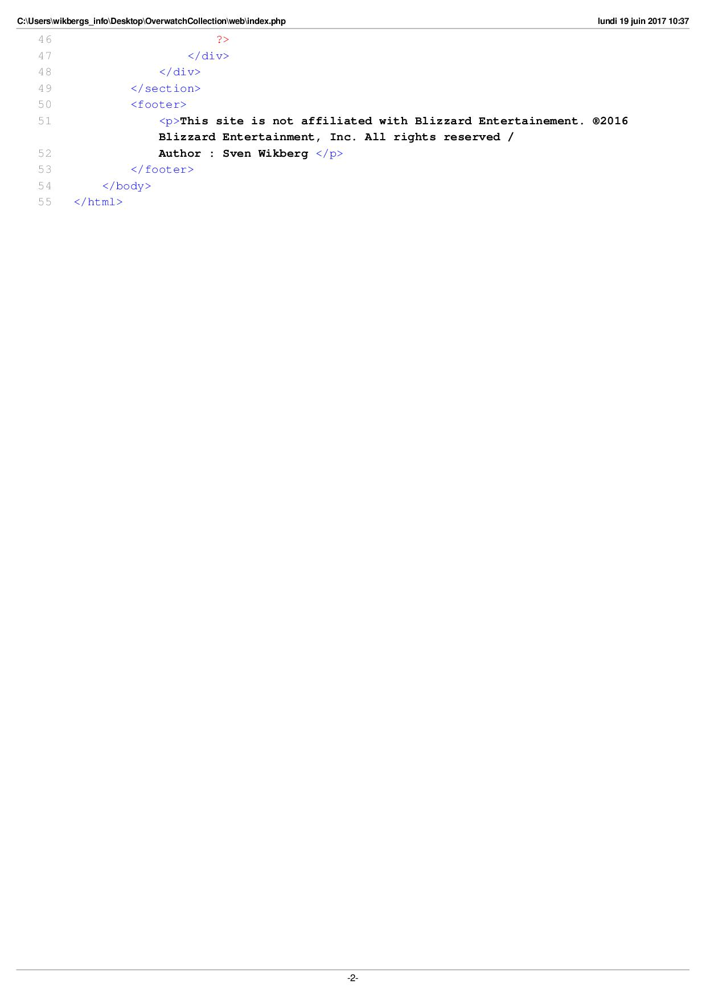 C:\Users\wikbergs_info\Desktop\OverwatchCollection\web\index.php lundi 19 juin 2017 10:37
46 ?>
47 </div>
48 </div>
49 </section>
50 <footer>
51 <p>This site is not affiliated with Blizzard Entertainement. ®2016
Blizzard Entertainment, Inc. All rights reserved /
52 Author : Sven Wikberg </p>
53 </footer>
54 </body>
55 </html>
-2-